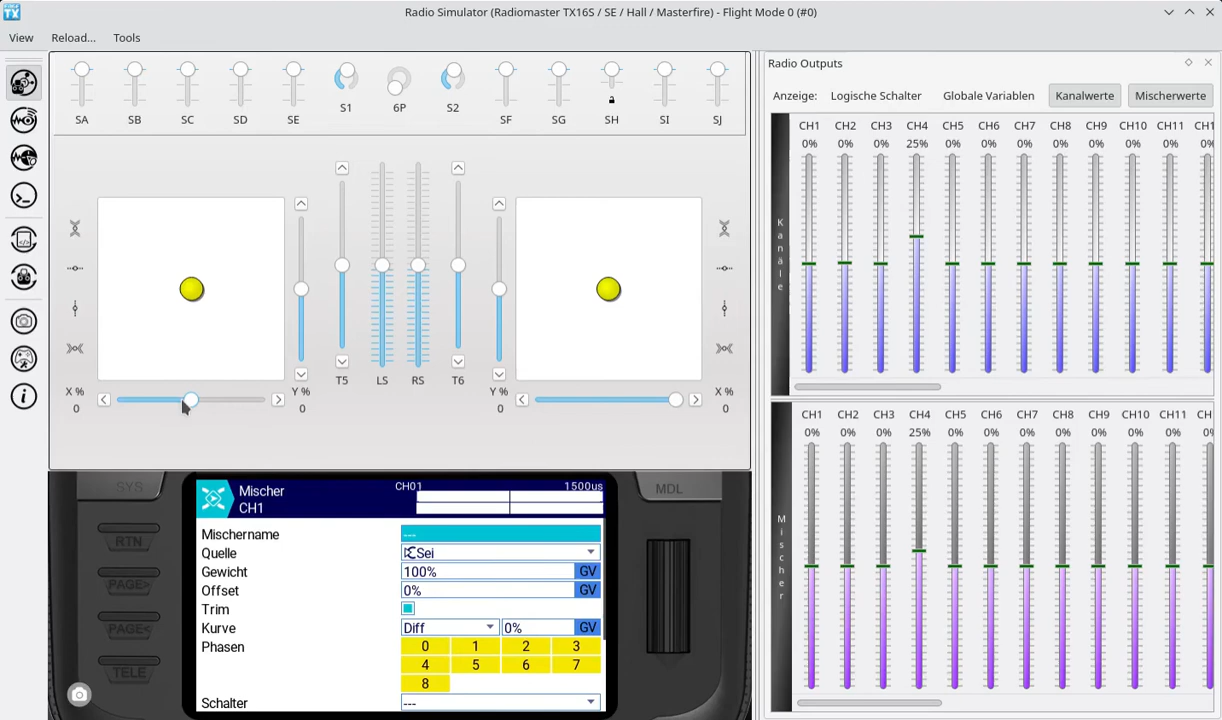 Radio Simulator (Radiomaster TX16S / SE / Hall / Masterfire) - Flight Mode 0 (#0)
View Reload... Tools
SA SB SC SD SE S1 6P S2 SF SG SH SI SJ
T5 LS RS T6
X % Y % Y % X %
0 0 0 0
Radio Outputs
Anzeige: Logische Schalter Globale Variablen Kanalwerte Mischerwerte
CH1 CH2 CH3 CH4 CH5 CH6 CH7 CH8 CH9 CH10 CH11 CH1
0% 0% 0% 25% 0% 0% 0% 0% 0% 0% 0% 0%
Kanäle
CH1 CH2 CH3 CH4 CH5 CH6 CH7 CH8 CH9 CH10 CH11 CH
0% 0% 0% 25% 0% 0% 0% 0% 0% 0% 0% 0%
Mischer
SYS
RTN
PAGE>
PAGE<
TELE
MDL
Mischer CH01 1500us
CH1
Mischername ---
Quelle Sei
Gewicht 100% GV
Offset 0% GV
Trim
Kurve Diff 0% GV
Phasen 0 1 2 3
4 5 6 7
8
Schalter ---